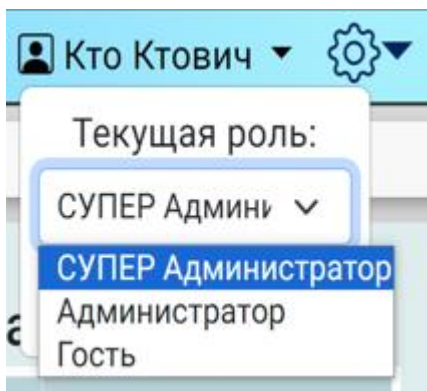 Кто Ктович
Текущая роль:
СУПЕР Админи
СУПЕР Администратор
Администратор
Гость